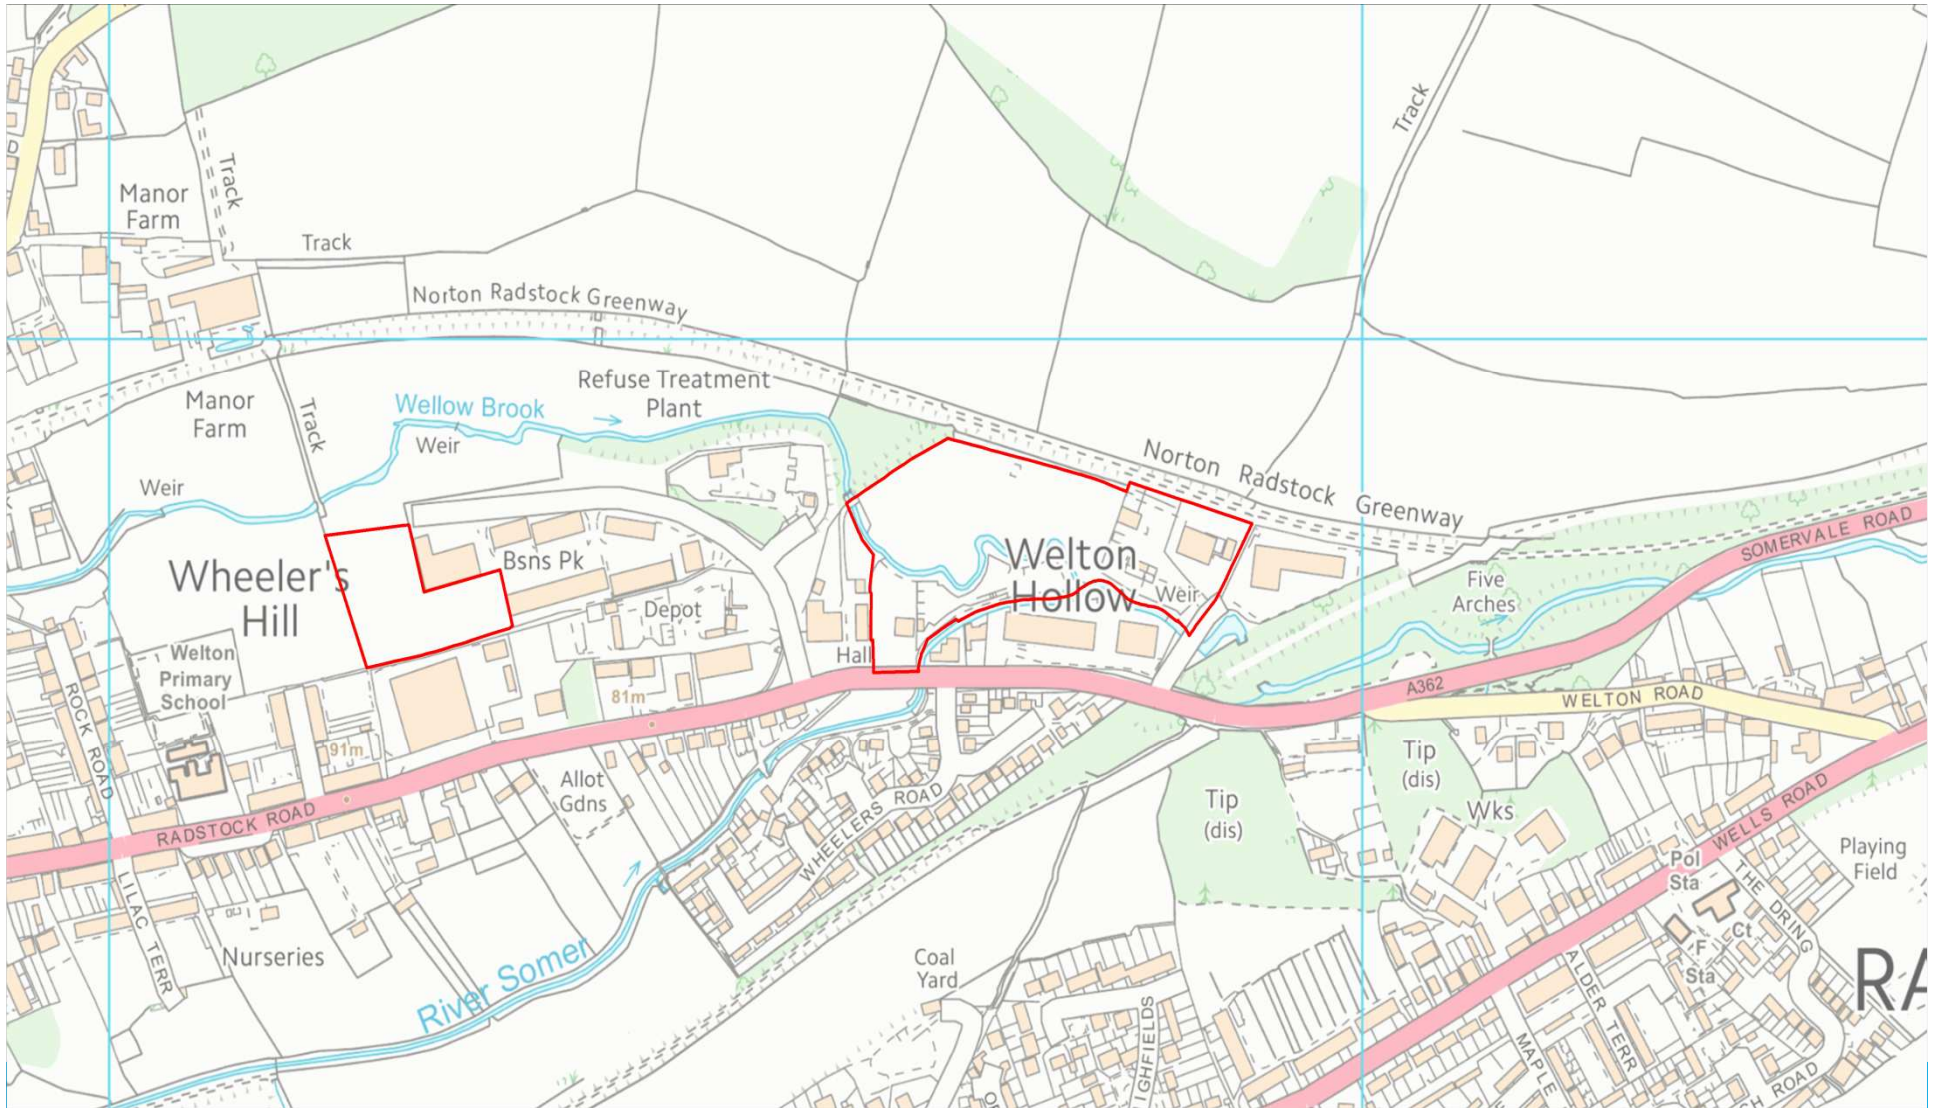 Track
Track
D
Manor
Farm
Track
Track
Norton Radstock Greenway
Refuse Treatment
Plant
Manor
Farm
Track
Wellow Brook
Weir
Norton Radstock Greenway
Weir
SOMERVALE ROAD
Welton
Hollow
Bsns Pk
Wheeler's
Hill
Weir
Five
Arches
Depot
Welton
Primary
School
Hall
A362
WELTON ROAD
81m
ROCK ROAD
91m
Tip
(dis)
Allot
Gdns
Tip
(dis)
WHEELERS ROAD
Wks
WELLS ROAD
RADSTOCK ROAD
Playing
Field
Pol
Sta
THE DRING
LILAC TERR
Ct
F
Sta
Nurseries
Coal
Yard
RA
River Somer
ALDER TERR
IGHFIELDS
MAPLE
H ROAD